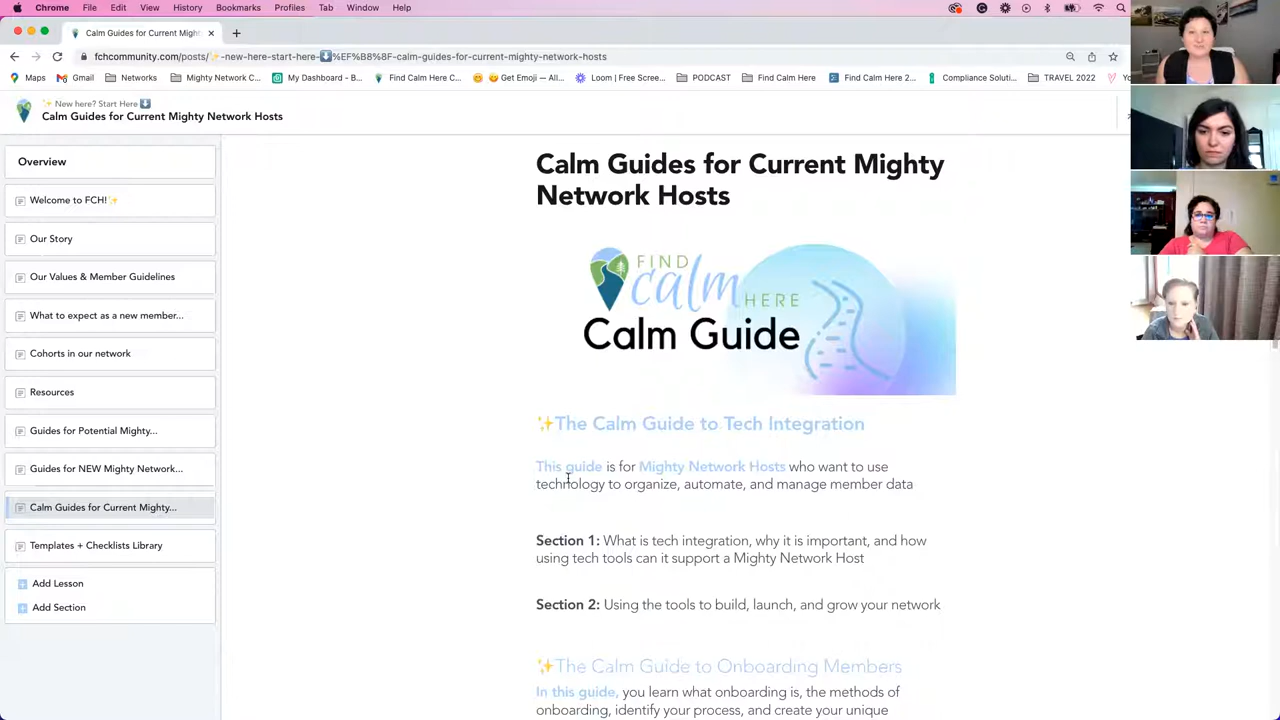 Chrome File Edit View History Bookmarks Profiles Tab Window Help
Calm Guides for Current Mighty
fchcommunity.com/posts/✨-new-here-start-here-⬇️%EF%B8%8F-calm-guides-for-current-mighty-network-hosts
Maps Gmail Networks Mighty Network C... My Dashboard - B... Find Calm Here C... Get Emoji — All... Loom | Free Scree... PODCAST Find Calm Here Find Calm Here 2... Compliance Soluti... TRAVEL 2022
✨ New here? Start Here ⬇️
Calm Guides for Current Mighty Network Hosts
Overview
Welcome to FCH!✨
Our Story
Our Values & Member Guidelines
What to expect as a new member...
Cohorts in our network
Resources
Guides for Potential Mighty...
Guides for NEW Mighty Network...
Calm Guides for Current Mighty...
Templates + Checklists Library
Add Lesson
Add Section
Calm Guides for Current Mighty
Network Hosts
FIND
calm
HERE
Calm Guide
✨The Calm Guide to Tech Integration
This guide is for Mighty Network Hosts who want to use
technology to organize, automate, and manage member data
Section 1: What is tech integration, why it is important, and how
using tech tools can it support a Mighty Network Host
Section 2: Using the tools to build, launch, and grow your network
✨The Calm Guide to Onboarding Members
In this guide, you learn what onboarding is, the methods of
onboarding, identify your process, and create your unique